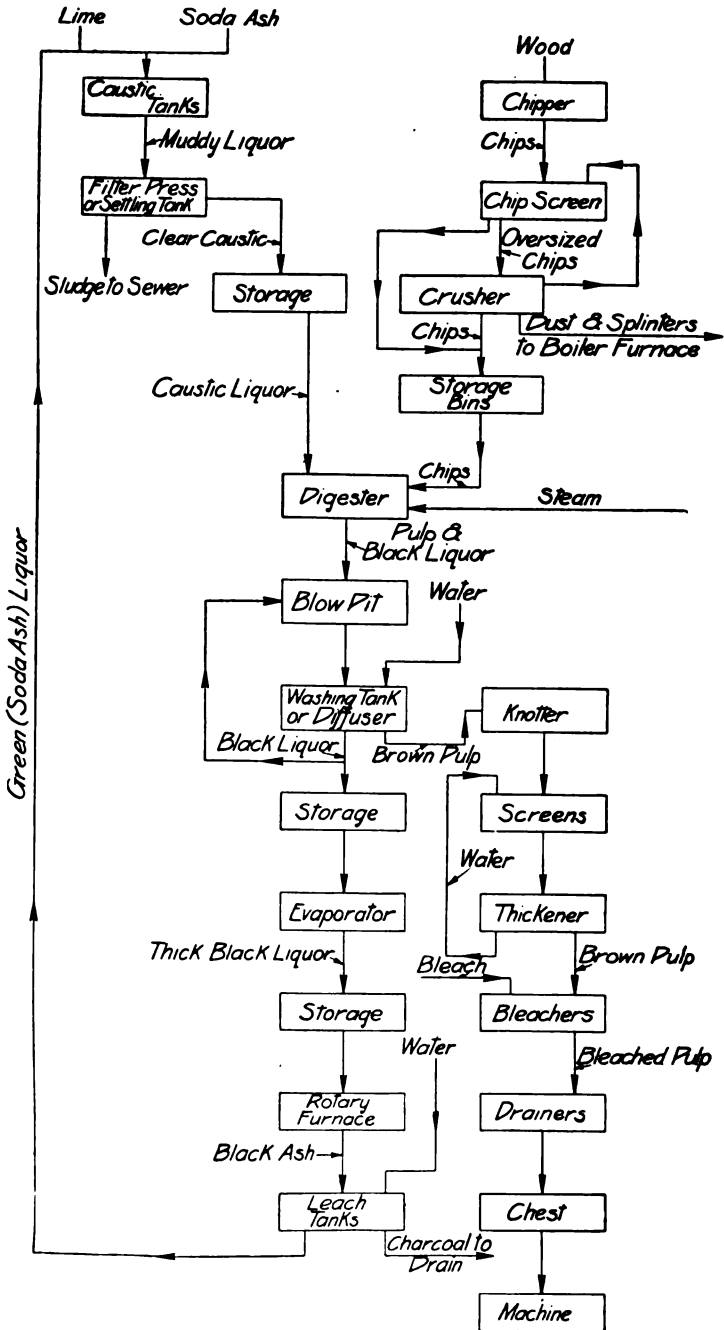 Lime
Soda Ash
Caustic
Tanks
Muddy Liquor
Filter Press
or Settling Tank
Clear Caustic
Sludge to Sewer
Storage
Caustic Liquor
Wood
Chipper
Chips
Chip Screen
Oversized
Chips
Crusher
Chips
Dust & Splinters
to Boiler Furnace
Storage
Bins
Chips
Digester
Steam
Pulp &
Black Liquor
Blow Pit
Water
Washing Tank
or Diffuser
Black Liquor
Brown Pulp
Knotter
Storage
Screens
Water
Evaporator
Thickener
Thick Black Liquor
Bleach
Brown Pulp
Storage
Bleachers
Water
Bleached Pulp
Rotary
Furnace
Drainers
Black Ash
Leach
Tanks
Chest
Charcoal to
Drain
Machine
Green (Soda Ash) Liquor